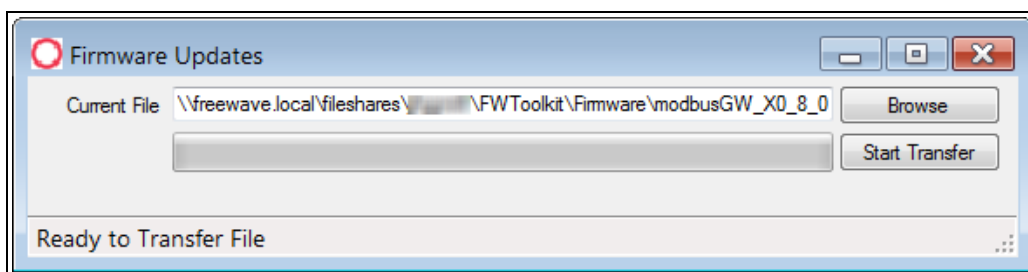 Firmware Updates
Current File \\freewave.local\fileshares\ \FWToolkit\Firmware\modbusGW_X0_8_0 Browse
Start Transfer
Ready to Transfer File